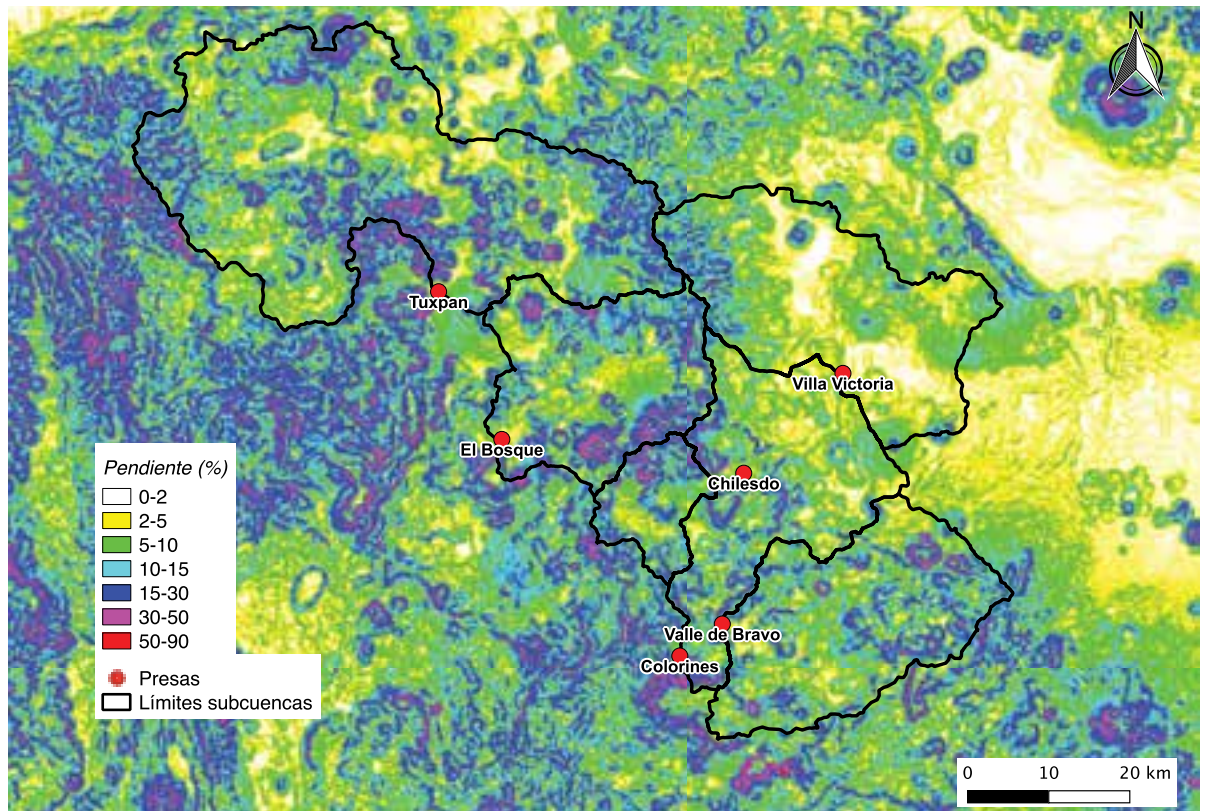 N
Tuxpan
Villa Victoria
El Bosque
Chilesdo
Valle de Bravo
Colorines
Pendiente (%)
0-2
2-5
5-10
10-15
15-30
30-50
50-90
Presas
Límites subcuencas
0 10 20 km